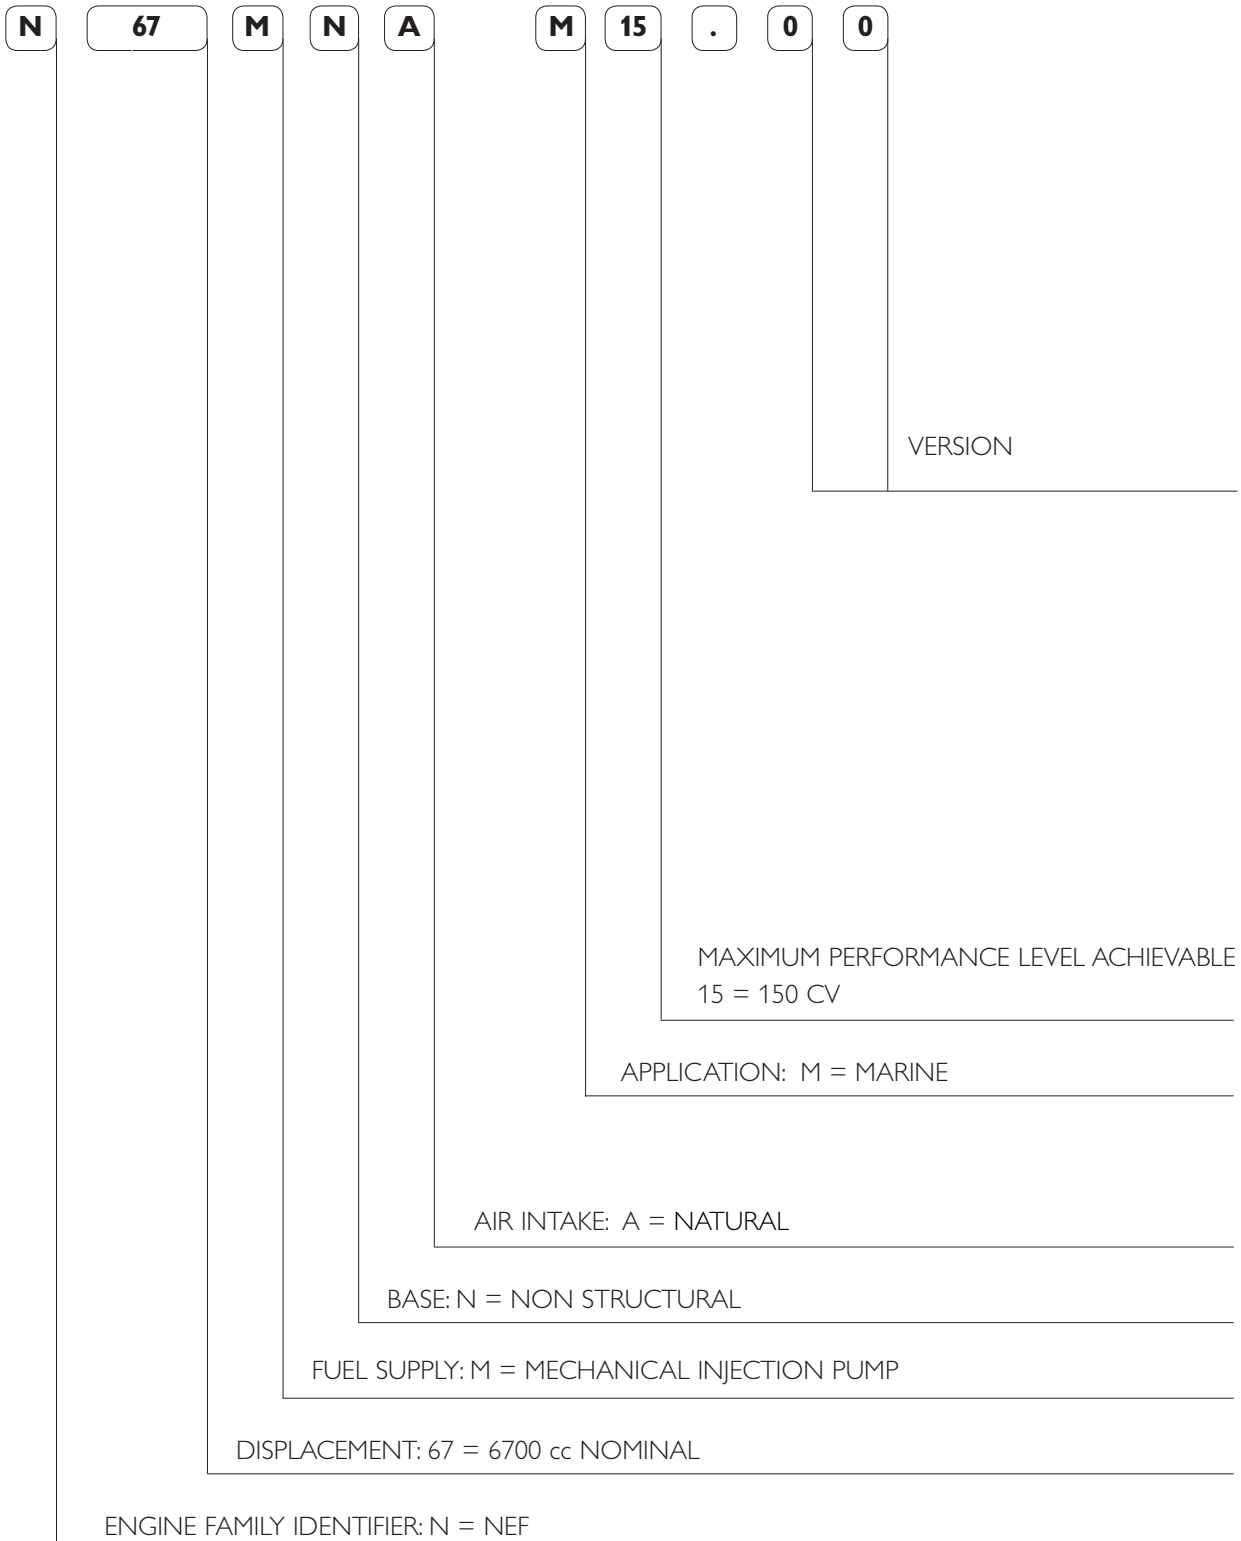 N 67 M N A M 15 . 0 0
VERSION
MAXIMUM PERFORMANCE LEVEL ACHIEVABLE
15 = 150 CV
APPLICATION: M = MARINE
AIR INTAKE: A = NATURAL
BASE: N = NON STRUCTURAL
FUEL SUPPLY: M = MECHANICAL INJECTION PUMP
DISPLACEMENT: 67 = 6700 cc NOMINAL
ENGINE FAMILY IDENTIFIER: N = NEF